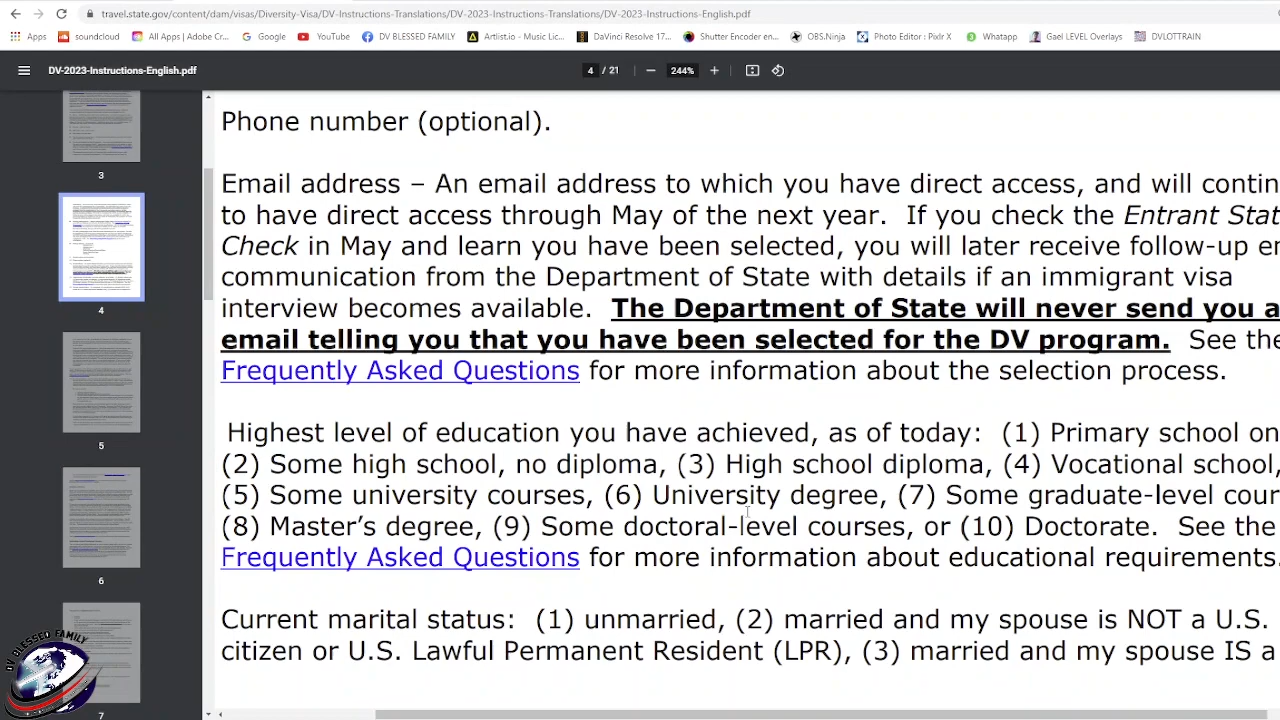 travel.state.gov/content/dam/visas/Diversity-Visa/DV-Instructions-Translations/DV-2023-Instructions-Translations/DV-2023-Instructions-English.pdf
Apps soundcloud All Apps | Adobe Cr... Google YouTube DV BLESSED FAMILY Artlist.io - Music Lic... DaVinci Resolve 17... Shutter Encoder–en... OBS.Ninja Photo Editor : Pixlr X Whatapp Gael LEVEL Overlays DVLOTTRAIN
DV-2023-Instructions-English.pdf 4 / 21 244%
3
4
5
6
7
Phone number (optional).
Email address – An email address to which you have direct access, and will contin
to have direct access through May of the next year. If you check the Entrant Sta
Check in May and learn you have been selected, you will later receive follow-up em
communication from the Department of State with details if an immigrant visa
interview becomes available. The Department of State will never send you a
email telling you that you have been selected for the DV program. See the
Frequently Asked Questions for more information about the selection process.
Highest level of education you have achieved, as of today: (1) Primary school on
(2) Some high school, no diploma, (3) High school diploma, (4) Vocational school,
(5) Some university courses, (6) University degree, (7) Some graduate-level cour
(8) Master's degree, (9) Some doctoral-level courses, or (10) Doctorate. See the
Frequently Asked Questions for more information about educational requirements.
Current marital status: (1) unmarried, (2) married and my spouse is NOT a U.S.
citizen or U.S. Lawful Permanent Resident (LPR), (3) married and my spouse IS a
DV BLESSED FAMILY